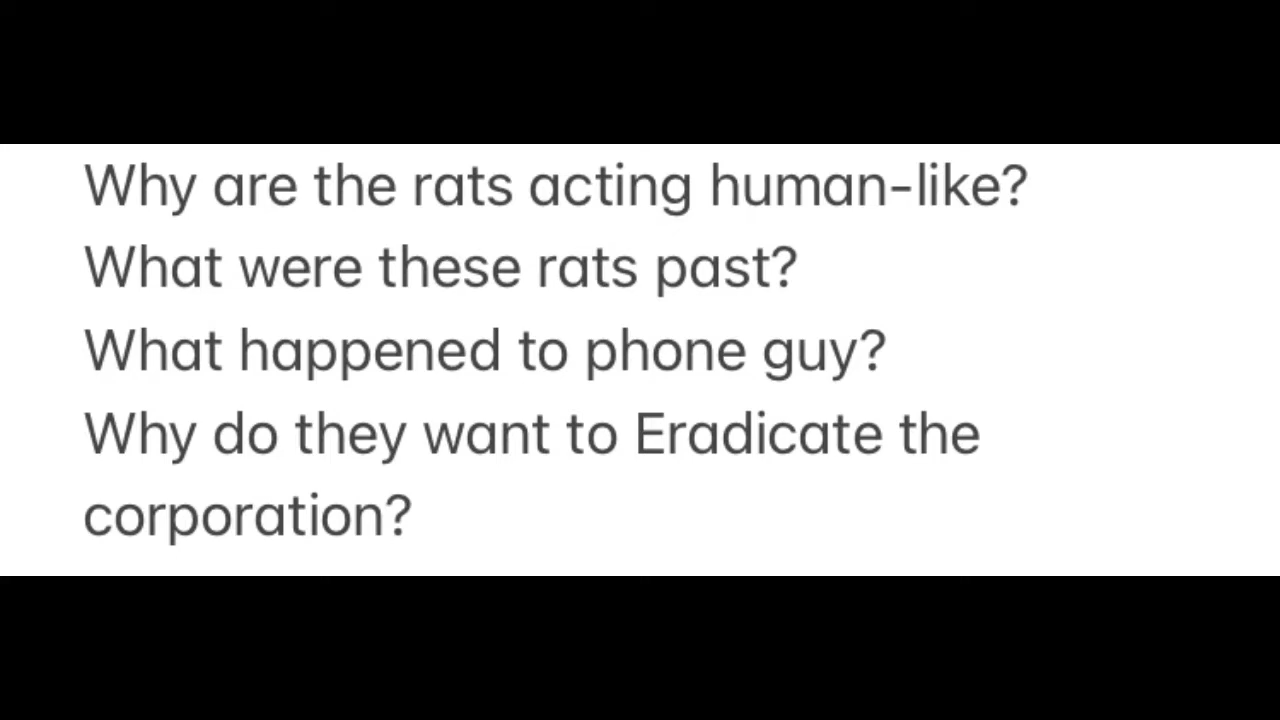 Why are the rats acting human-like?
What were these rats past?
What happened to phone guy?
Why do they want to Eradicate the
corporation?